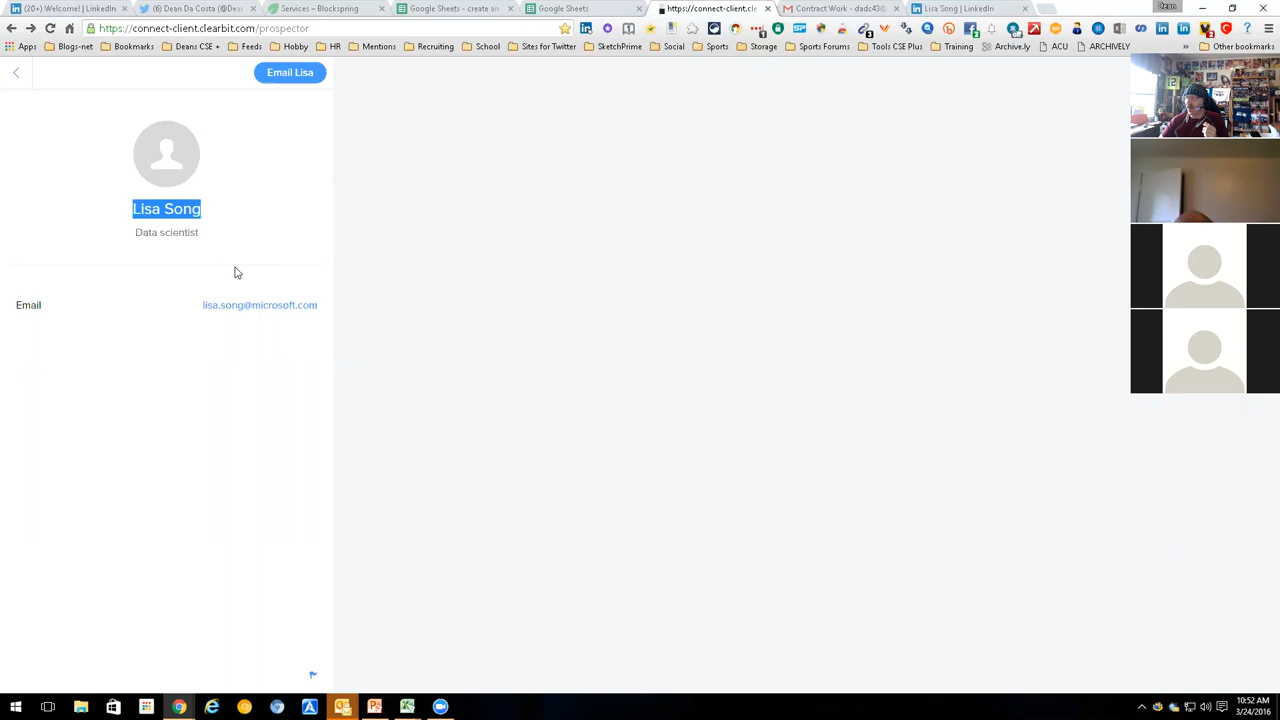 (20+) Welcome! | LinkedIn
(6) Dean Da Costa (@Dean
Services – Blockspring
Google Sheets - create an
Google Sheets
https://connect-client.clea
Contract Work - dadc43@
Lisa Song | LinkedIn
Dean
https://connect-client.clearbit.com/prospector
Apps
Blogs-net
Bookmarks
Deans CSE +
Feeds
Hobby
HR
Mentions
Recruiting
School
Sites for Twitter
SketchPrime
Social
Sports
Storage
Sports Forums
Tools CSE Plus
Training
Archive.ly
ACU
ARCHIVELY
»
Other bookmarks
Email Lisa
Lisa Song
Data scientist
Email
lisa.song@microsoft.com
10:52 AM
3/24/2016